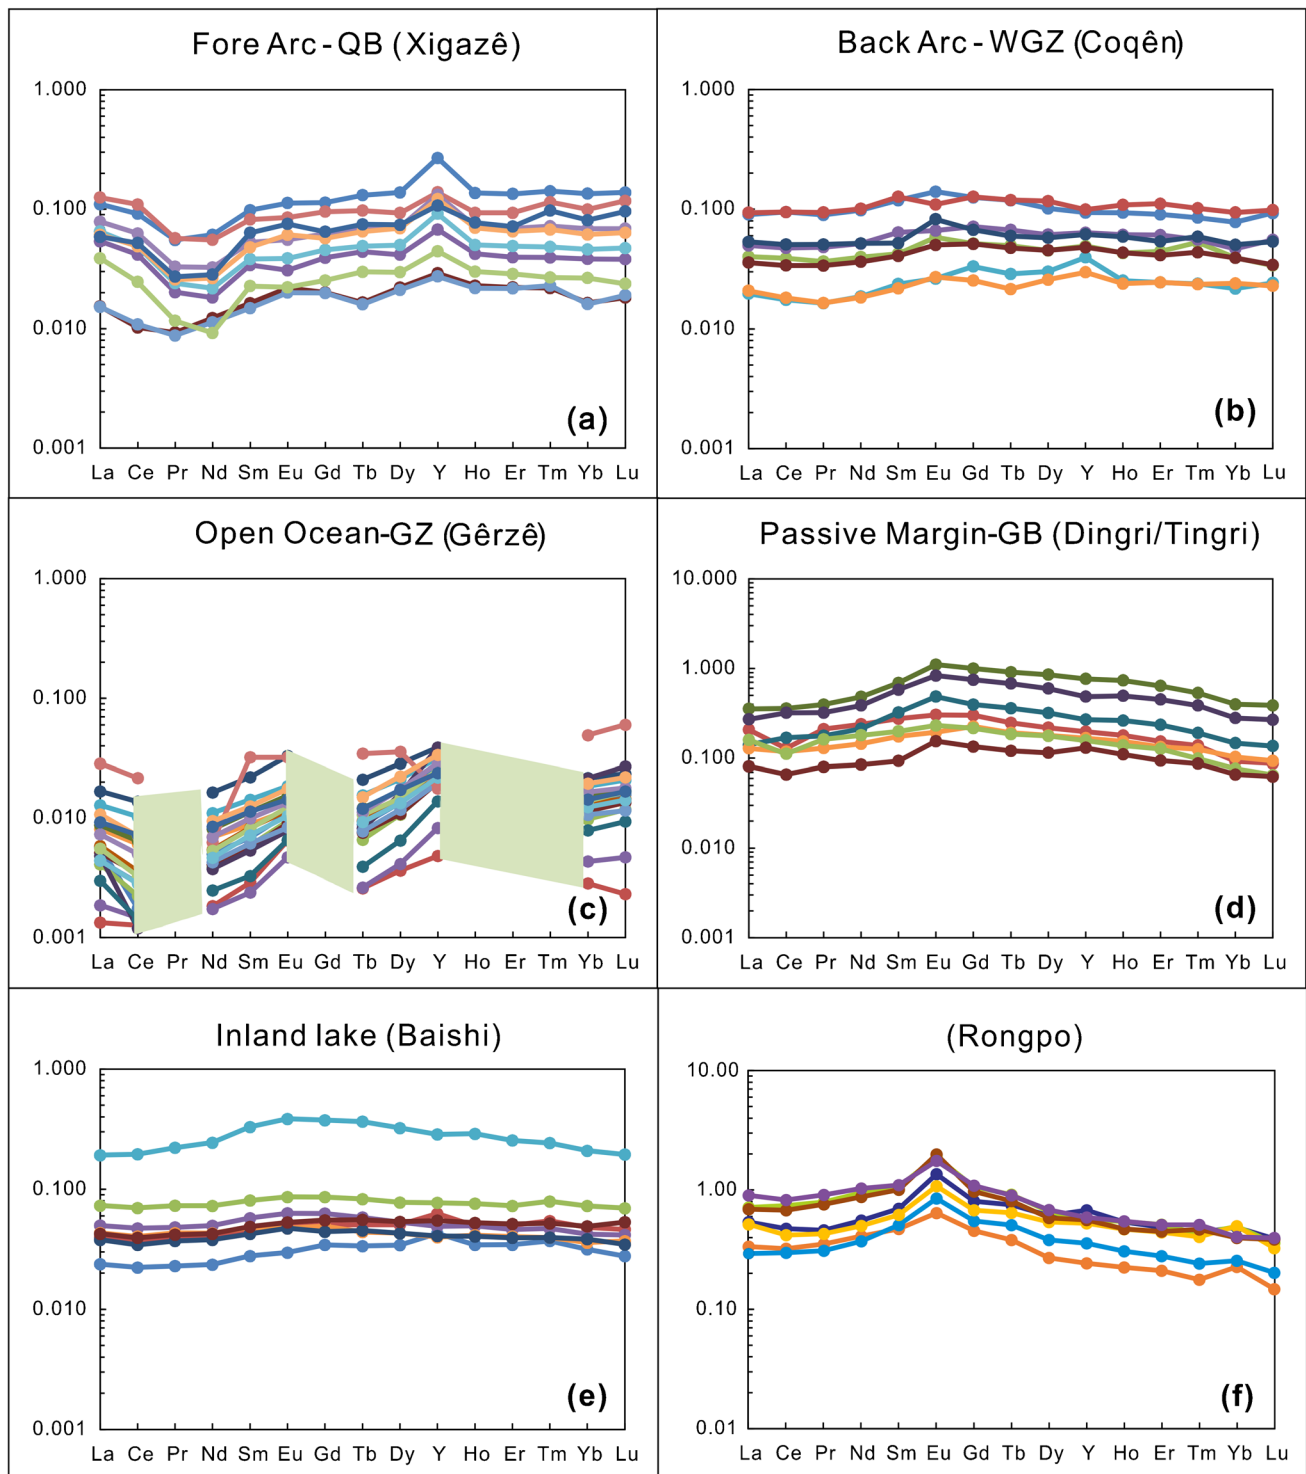 Fore Arc-QB (Xigazê)
1.000
0.100
0.010
0.001
La Ce Pr Nd Sm Eu Gd Tb Dy Y Ho Er Tm Yb Lu
(a)
Back Arc-WGZ (Coqên)
1.000
0.100
0.010
0.001
La Ce Pr Nd Sm Eu Gd Tb Dy Y Ho Er Tm Yb Lu
(b)
Open Ocean-GZ (Gêrzê)
1.000
0.100
0.010
0.001
La Ce Pr Nd Sm Eu Gd Tb Dy Y Ho Er Tm Yb Lu
(c)
Passive Margin-GB (Dingri/Tingri)
10.000
1.000
0.100
0.010
0.001
La Ce Pr Nd Sm Eu Gd Tb Dy Y Ho Er Tm Yb Lu
(d)
Inland lake (Baishi)
1.000
0.100
0.010
0.001
La Ce Pr Nd Sm Eu Gd Tb Dy Y Ho Er Tm Yb Lu
(e)
(Rongpo)
10.00
1.00
0.10
0.01
La Ce Pr Nd Sm Eu Gd Tb Dy Y Ho Er Tm Yb Lu
(f)